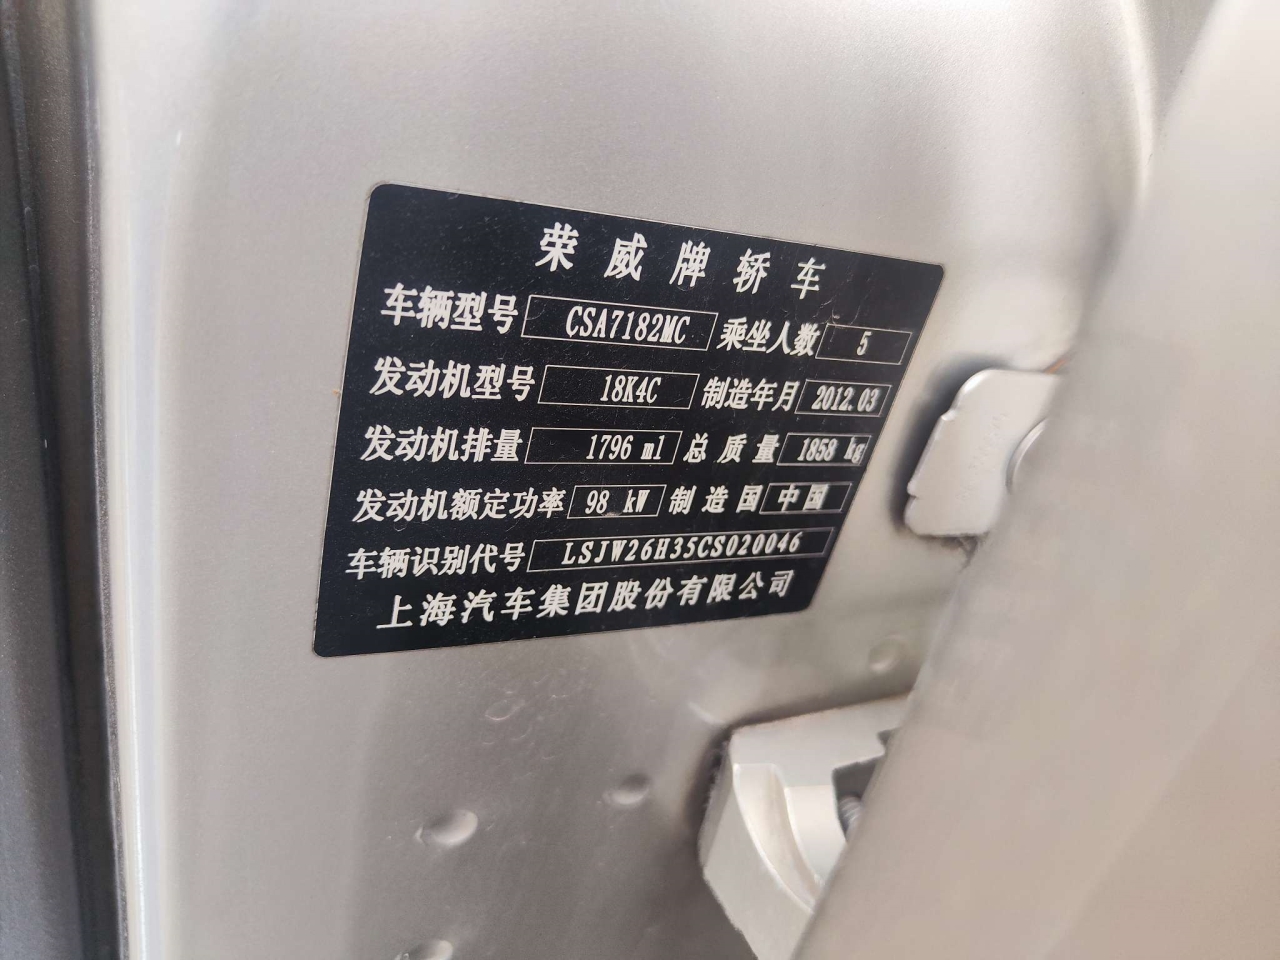 荣威牌轿车
车辆型号 CSA7182MC 乘坐人数 5
发动机型号 18K4C 制造年月 2012.03
发动机排量 1796 ml 总质量 1858 kg
发动机额定功率 98 kW 制造国 中国
车辆识别代号 LSJW26H35CS020046
上海汽车集团股份有限公司